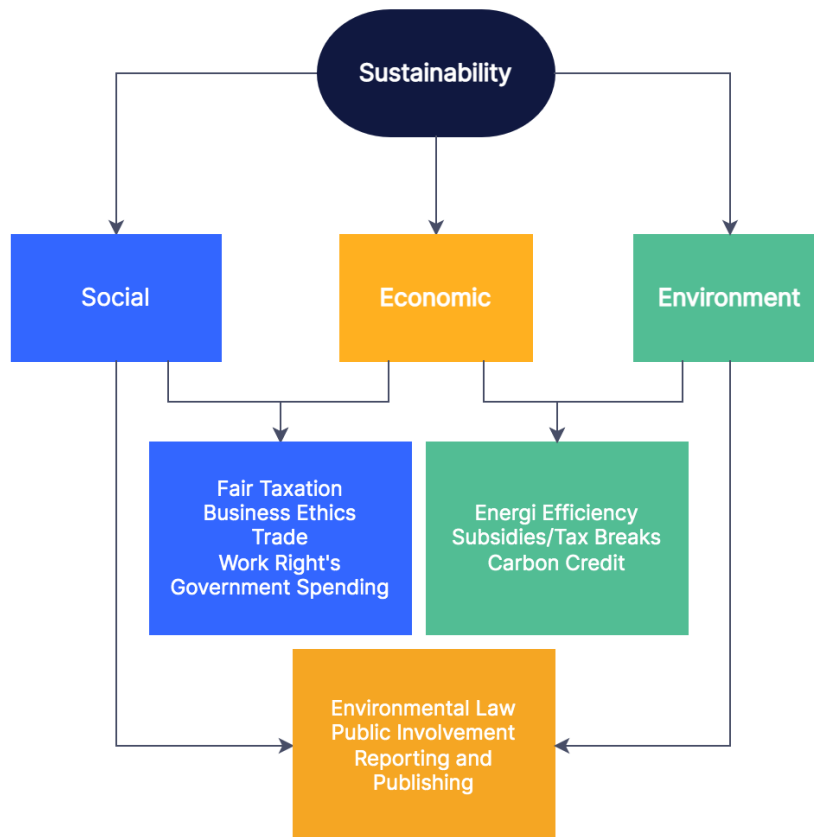 Sustainability
Social
Economic
Environment
Fair Taxation
Business Ethics
Trade
Work Right's
Government Spending
Energi Efficiency
Subsidies/Tax Breaks
Carbon Credit
Environmental Law
Public Involvement
Reporting and
Publishing